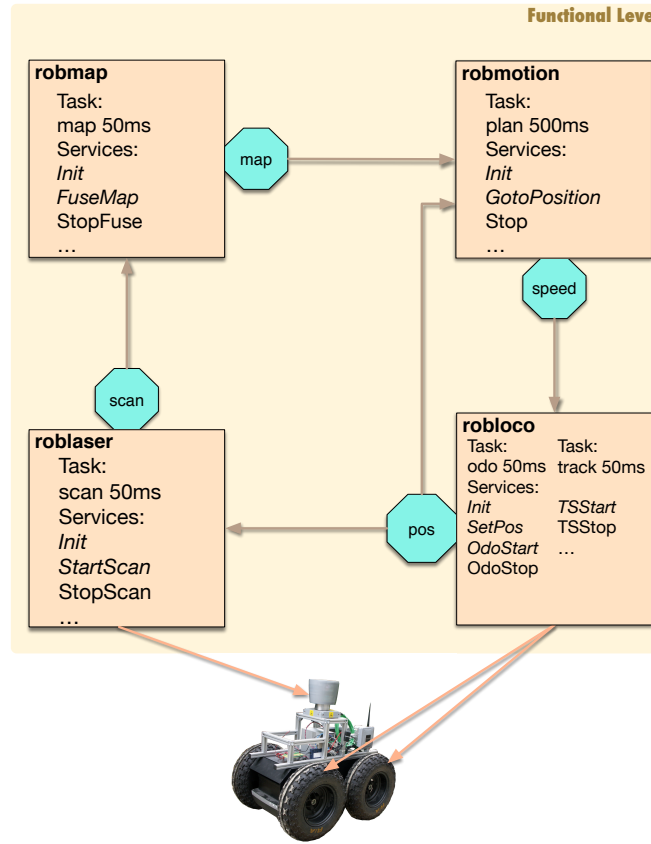 Functional Leve
robmap
Task:
map 50ms
Services:
Init
FuseMap
StopFuse
…
map
robmotion
Task:
plan 500ms
Services:
Init
GotoPosition
Stop
…
speed
scan
roblaser
Task:
scan 50ms
Services:
Init
StartScan
StopScan
…
pos
robloco
Task:
odo 50ms
Services:
Init
SetPos
OdoStart
OdoStop
Task:
track 50ms
TSStart
TSStop
…